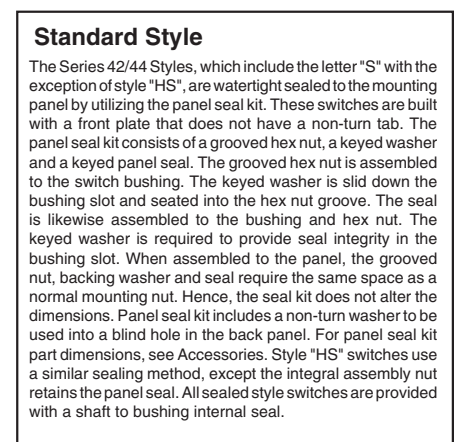 Standard Style
The Series 42/44 Styles, which include the letter "S" with the
exception of style "HS", are watertight sealed to the mounting
panel by utilizing the panel seal kit. These switches are built
with a front plate that does not have a non-turn tab. The
panel seal kit consists of a grooved hex nut, a keyed washer
and a keyed panel seal. The grooved hex nut is assembled
to the switch bushing. The keyed washer is slid down the
bushing slot and seated into the hex nut groove. The seal
is likewise assembled to the bushing and hex nut. The
keyed washer is required to provide seal integrity in the
bushing slot. When assembled to the panel, the grooved
nut, backing washer and seal require the same space as a
normal mounting nut. Hence, the seal kit does not alter the
dimensions. Panel seal kit includes a non-turn washer to be
used into a blind hole in the back panel. For panel seal kit
part dimensions, see Accessories. Style "HS" switches use
a similar sealing method, except the integral assembly nut
retains the panel seal. All sealed style switches are provided
with a shaft to bushing internal seal.